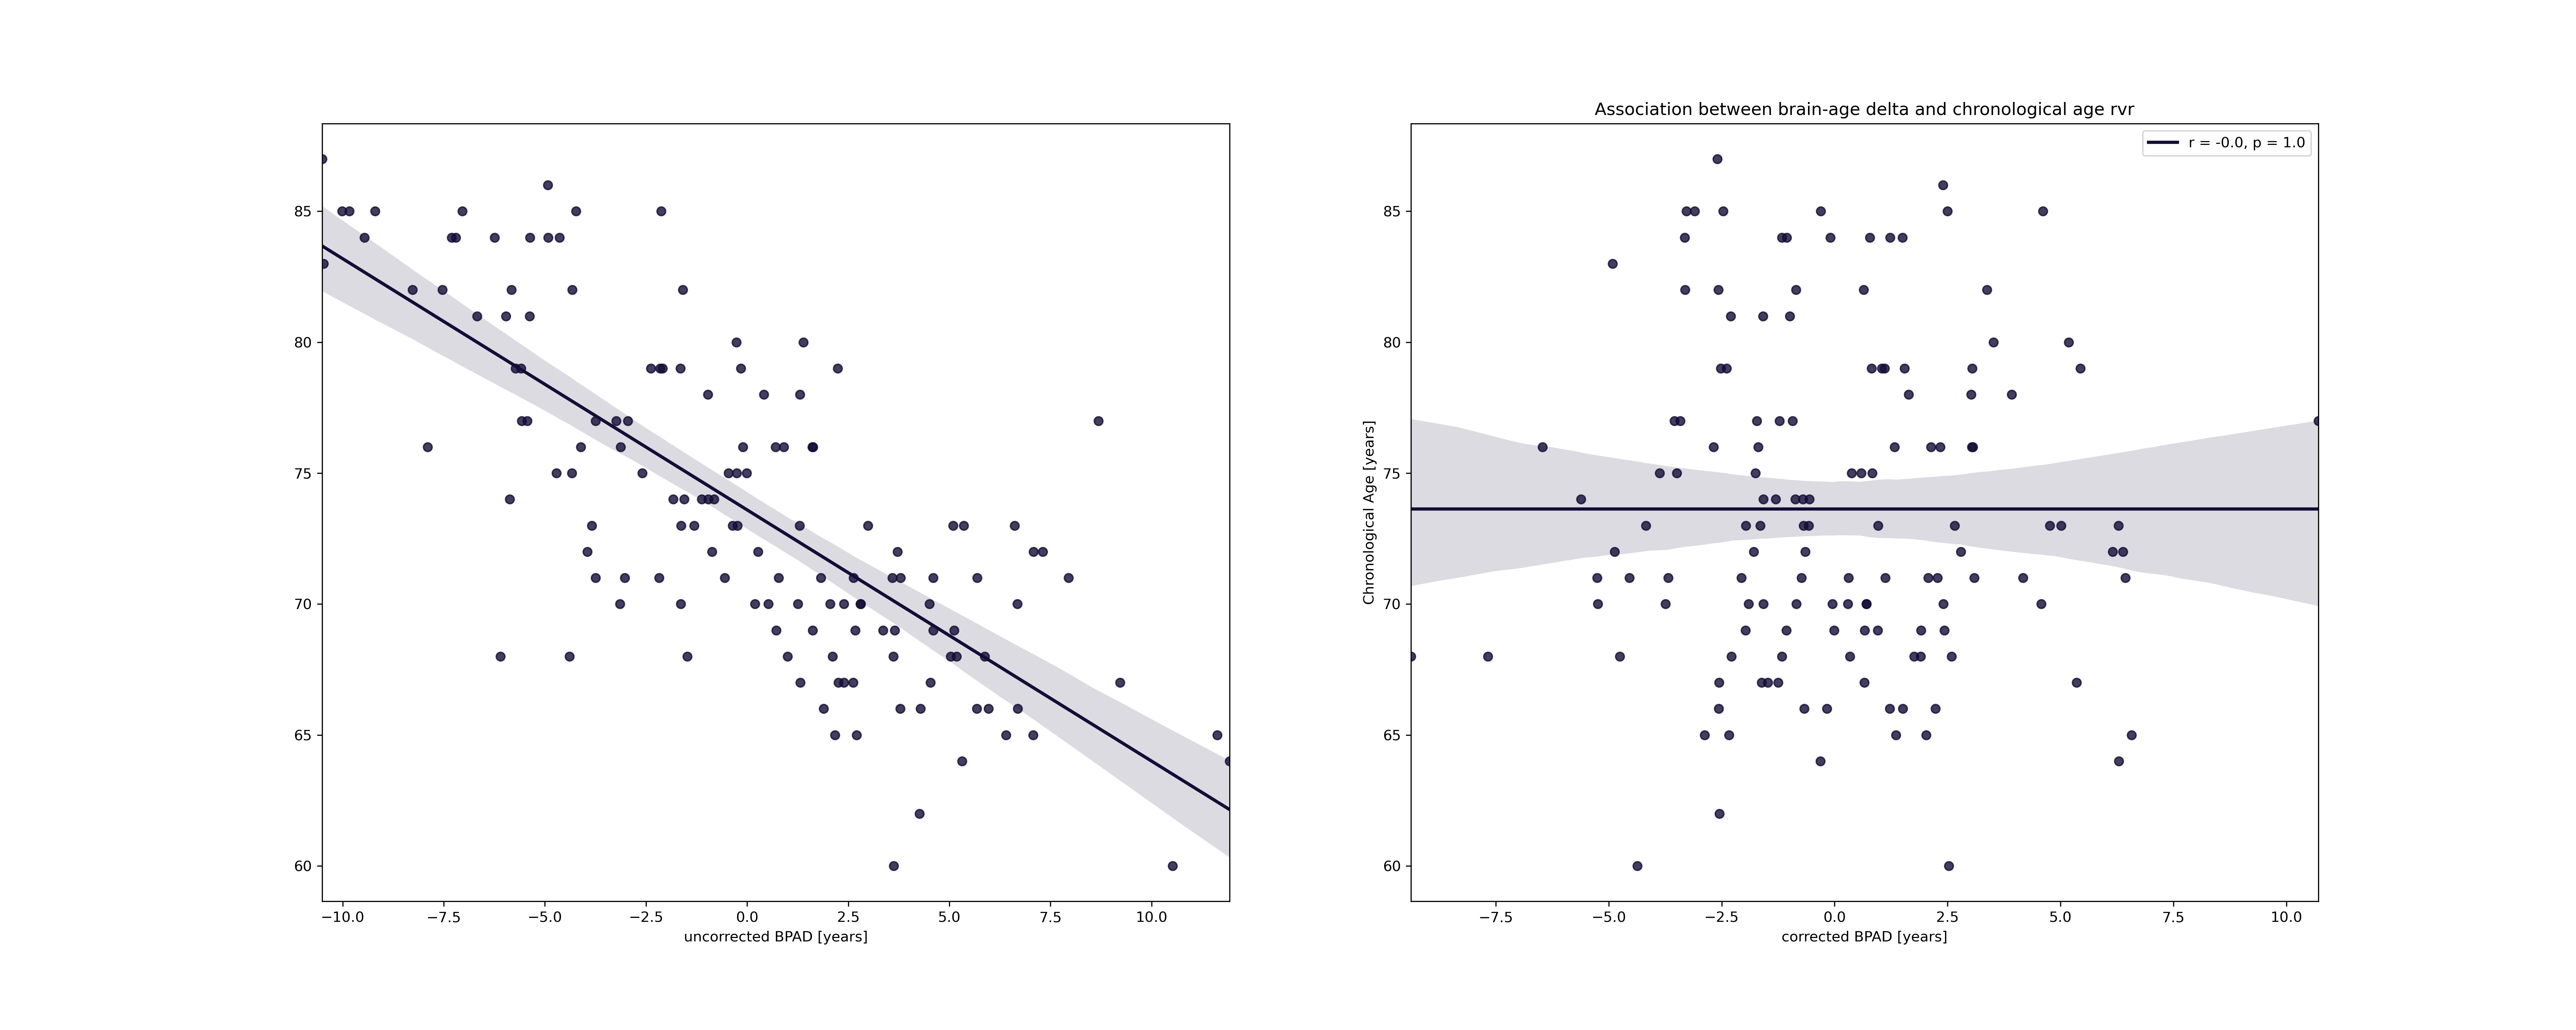 85
80
75
70
65
60
−10.0 −7.5 −5.0 −2.5 0.0 2.5 5.0 7.5 10.0
uncorrected BPAD [years]
Association between brain-age delta and chronological age rvr
r = -0.0, p = 1.0
Chronological Age [years]
85
80
75
70
65
60
−7.5 −5.0 −2.5 0.0 2.5 5.0 7.5 10.0
corrected BPAD [years]